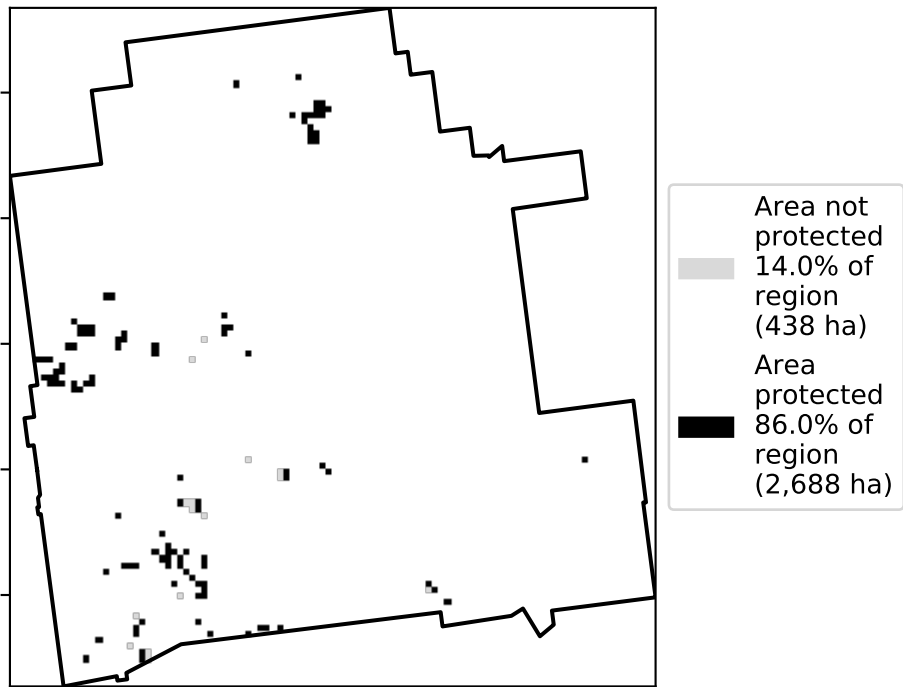 Area not
protected
14.0% of
region
(438 ha)
Area
protected
86.0% of
region
(2,688 ha)